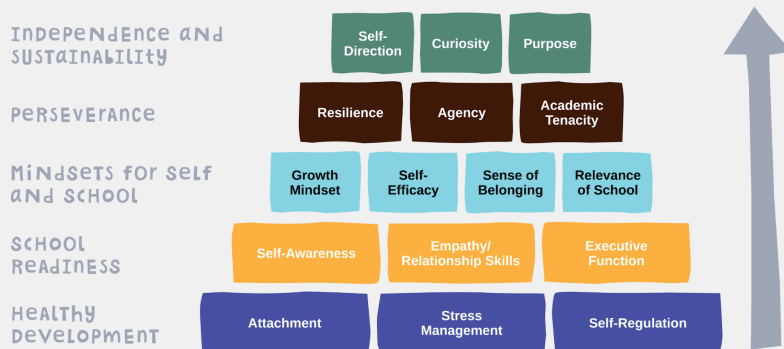 Independence and
Sustainability
Self-
Direction
Curiosity
Purpose
Perseverance
Resilience
Agency
Academic
Tenacity
Mindsets for Self
and School
Growth
Mindset
Self-
Efficacy
Sense of
Belonging
Relevance
of School
School
Readiness
Self-Awareness
Empathy/
Relationship Skills
Executive
Function
Healthy
Development
Attachment
Stress
Management
Self-Regulation